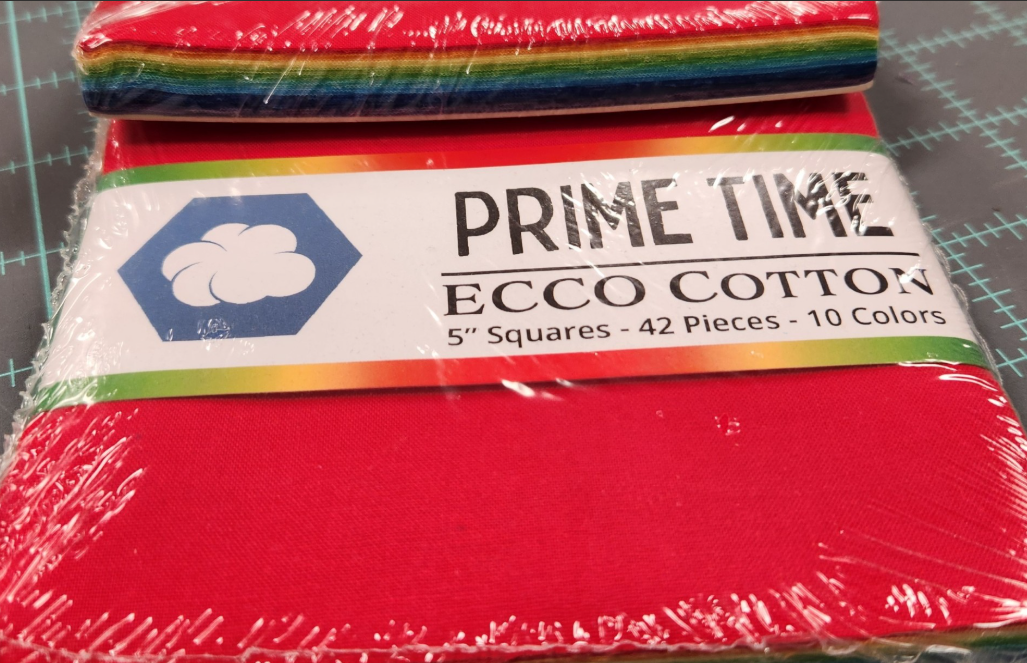 PRIME TIME
ECCO COTTON
5″ Squares - 42 Pieces - 10 Colors